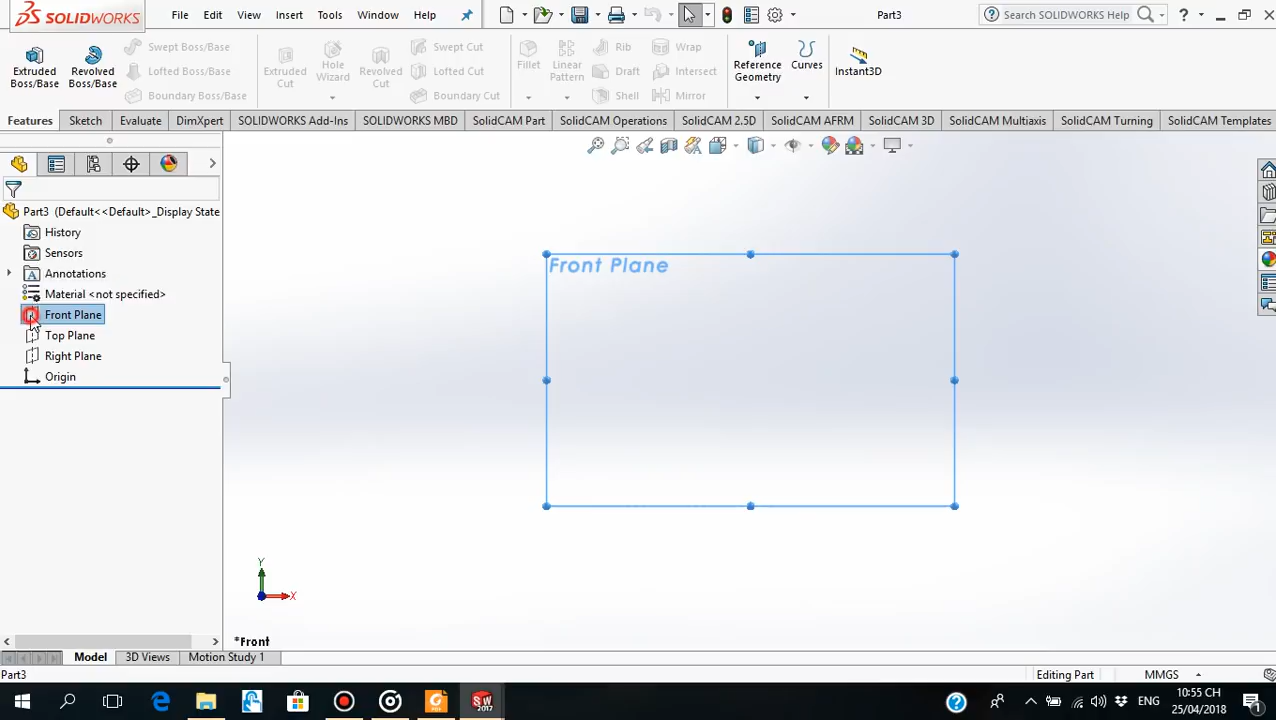 3S SOLIDWORKS File Edit View Insert Tools Window Help Part3 Search SOLIDWORKS Help ?
Extruded Boss/Base Revolved Boss/Base Swept Boss/Base Lofted Boss/Base Boundary Boss/Base Extruded Cut Hole Wizard Revolved Cut Swept Cut Lofted Cut Boundary Cut Fillet Linear Pattern Rib Draft Shell Wrap Intersect Mirror Reference Geometry Curves Instant3D
Features Sketch Evaluate DimXpert SOLIDWORKS Add-Ins SOLIDWORKS MBD SolidCAM Part SolidCAM Operations SolidCAM 2.5D SolidCAM AFRM SolidCAM 3D SolidCAM Multiaxis SolidCAM Turning SolidCAM Templates
Part3 (Default<<Default>_Display State
History
Sensors
Annotations
Material <not specified>
Front Plane
Top Plane
Right Plane
Origin
Front Plane
Y
X
*Front
Model 3D Views Motion Study 1
Part3 Editing Part MMGS
SW 2017 PDF ENG 10:55 CH
25/04/2018 1